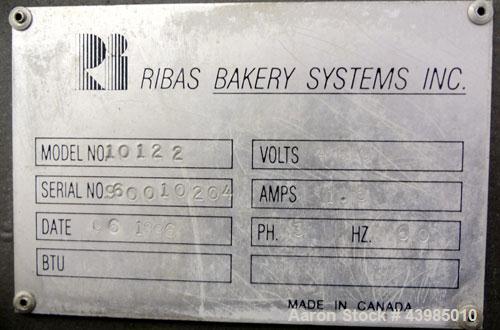 RIBAS BAKERY SYSTEMS INC.
MODEL NO. 10122
VOLTS
SERIAL NO.
AMPS
DATE 06
PH. 3 HZ. 60
BTU
MADE IN CANADA
Aaron Stock # 43985010